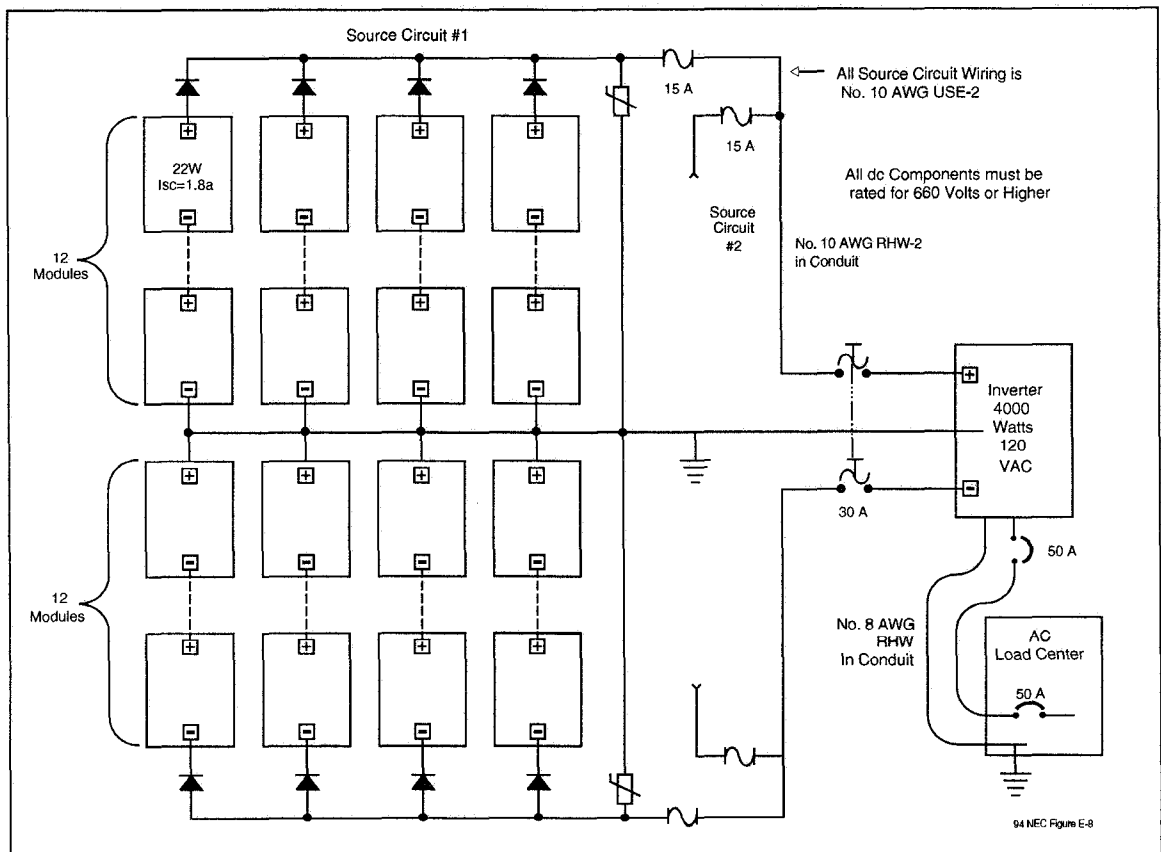 Source Circuit #1
15 A
All Source Circuit Wiring is
No. 10 AWG USE-2
15 A
22W
Isc=1.8a
All dc Components must be
rated for 660 Volts or Higher
Source
Circuit
#2
No. 10 AWG RHW-2
in Conduit
12
Modules
Inverter
4000
Watts
120
VAC
30 A
50 A
12
Modules
No. 8 AWG
RHW
In Conduit
AC
Load Center
50 A
94 NEC Figure E-8